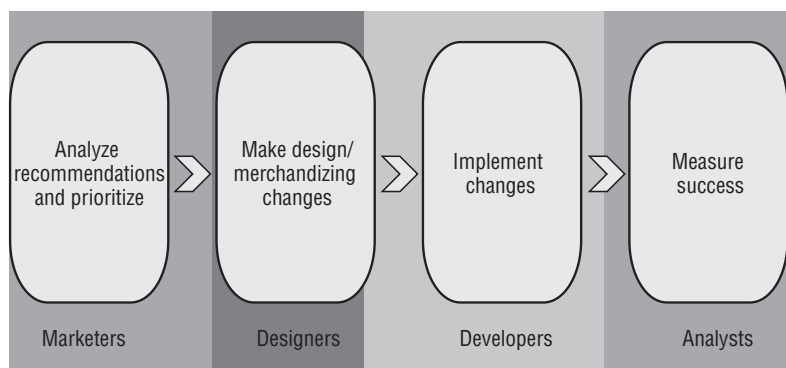 Analyze
recommendations
and prioritize
Make design/
merchandizing
changes
Implement
changes
Measure
success
Marketers
Designers
Developers
Analysts